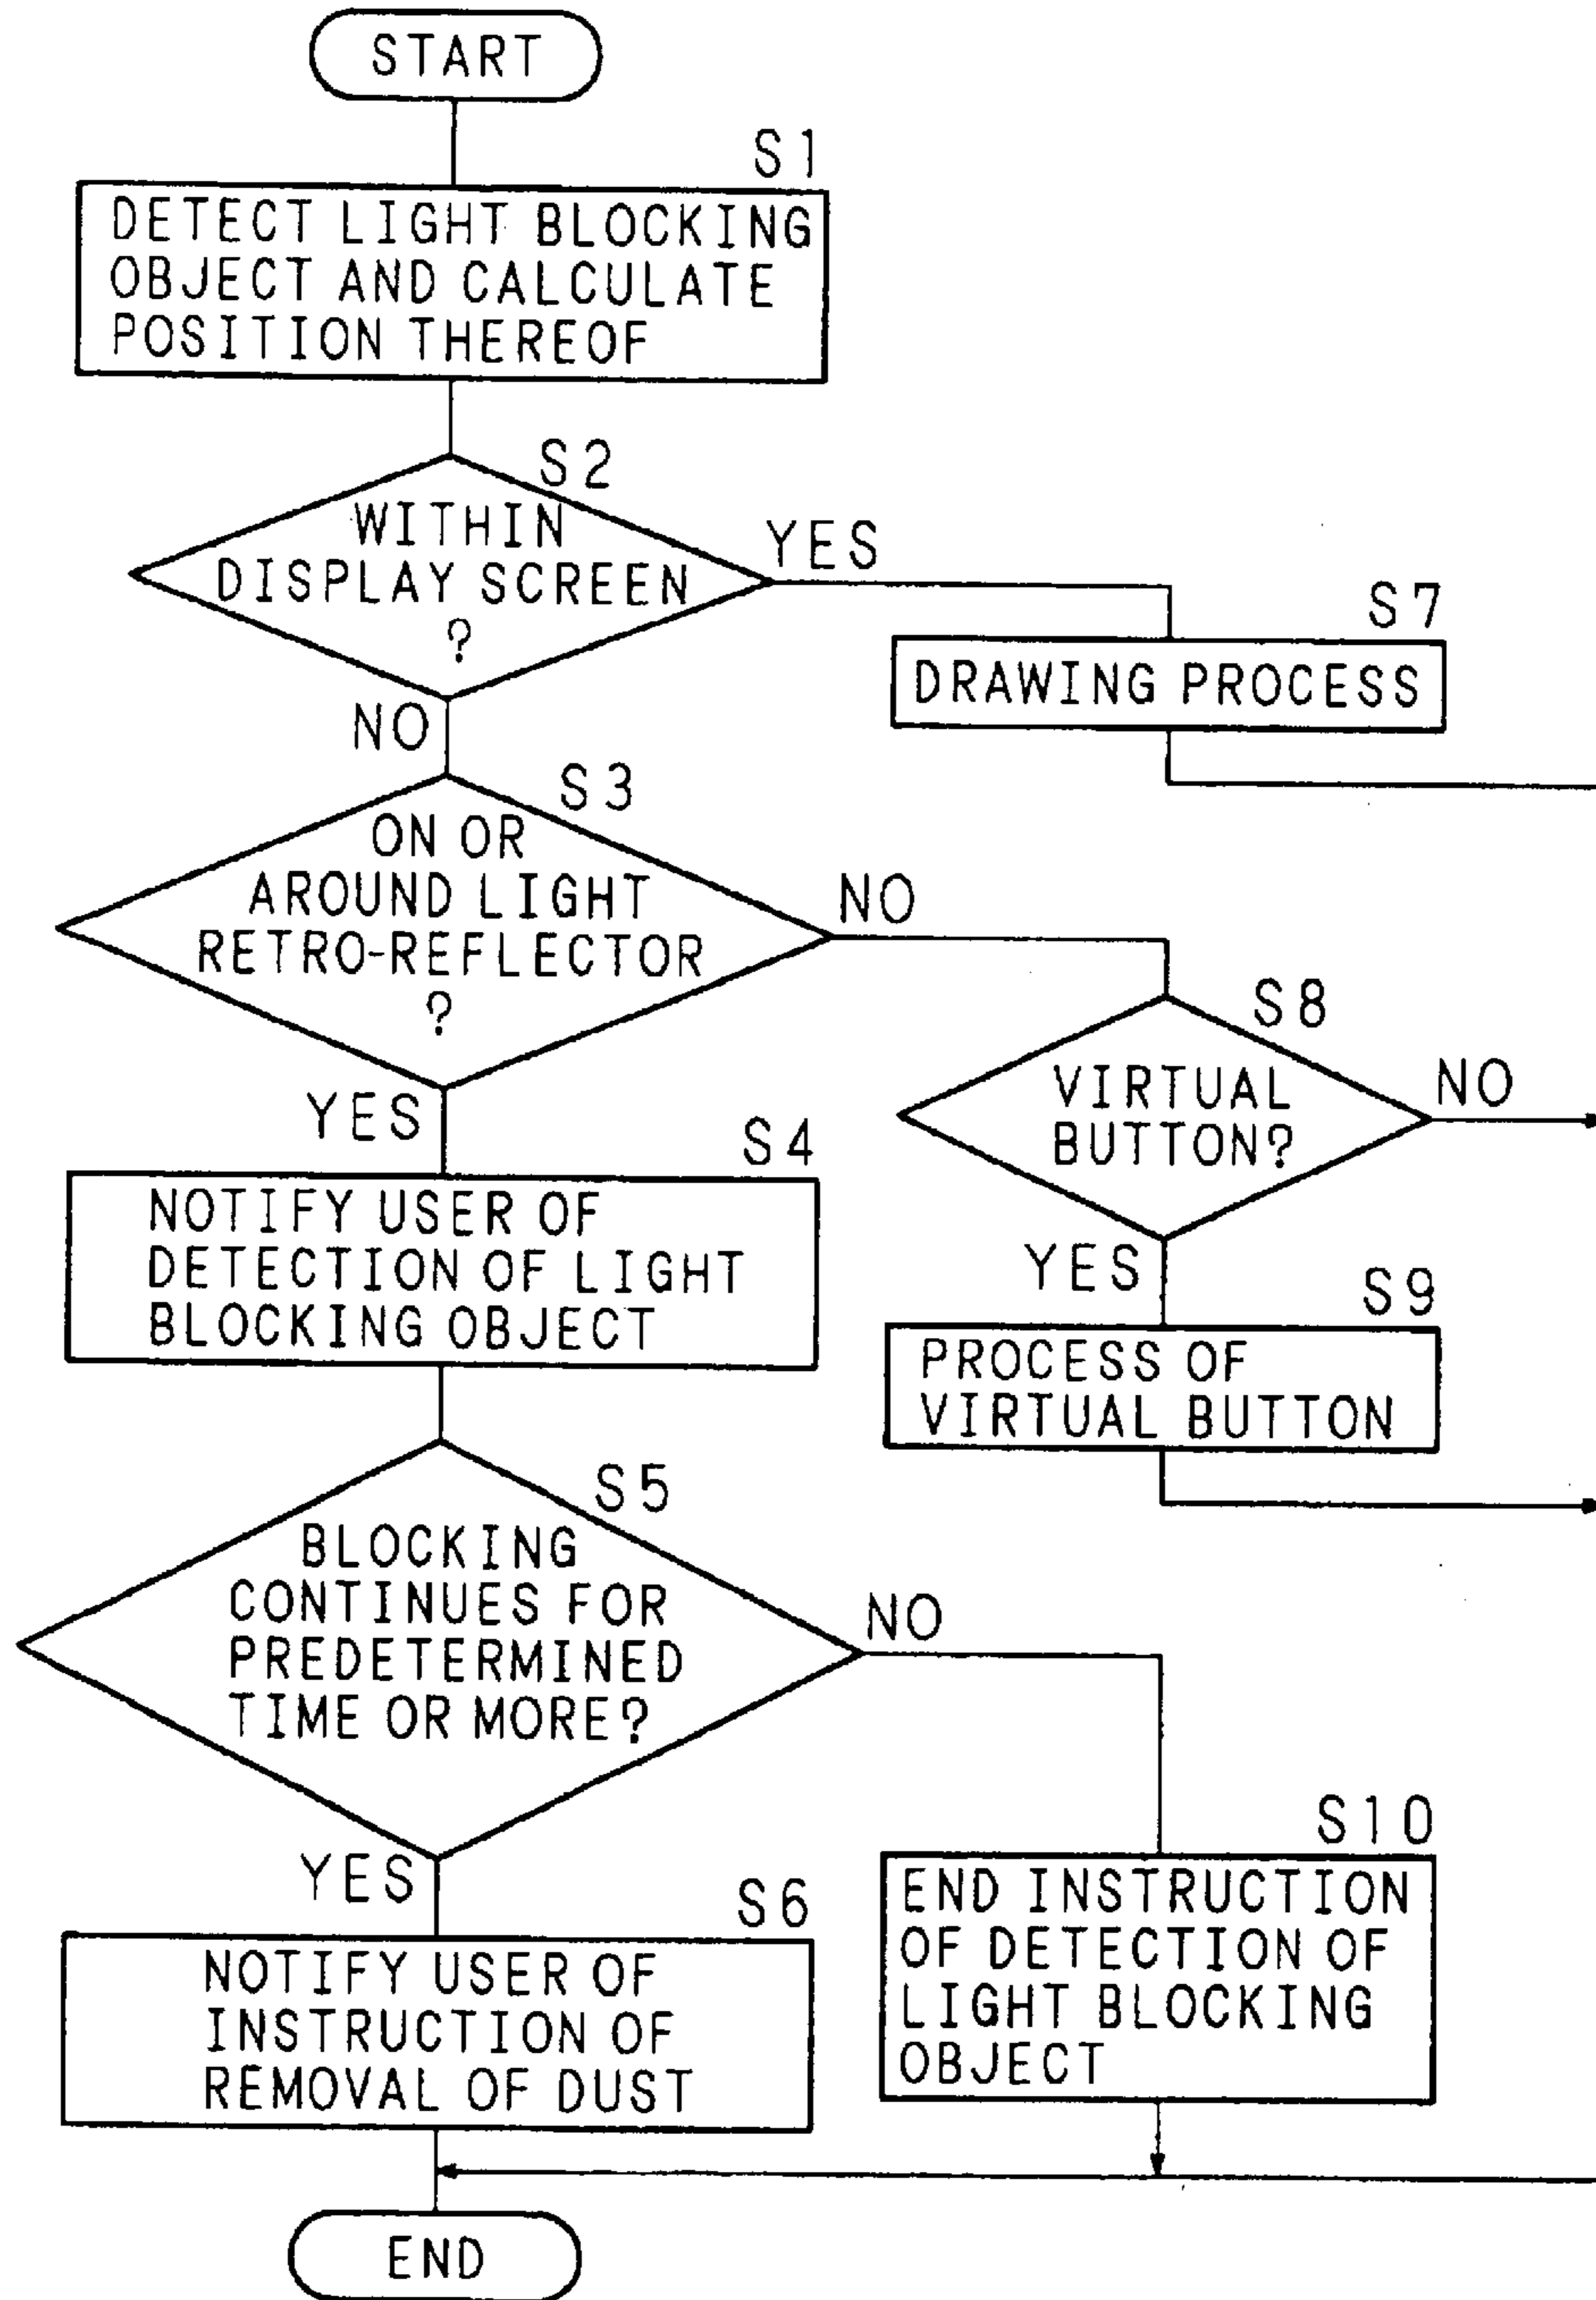 START
S1
DETECT LIGHT BLOCKING
OBJECT AND CALCULATE
POSITION THEREOF
S2
WITHIN
DISPLAY SCREEN
?
YES
NO
S7
DRAWING PROCESS
S3
ON OR
AROUND LIGHT
RETRO-REFLECTOR
?
NO
YES
S8
VIRTUAL
BUTTON?
NO
YES
S4
NOTIFY USER OF
DETECTION OF LIGHT
BLOCKING OBJECT
S9
PROCESS OF
VIRTUAL BUTTON
S5
BLOCKING
CONTINUES FOR
PREDETERMINED
TIME OR MORE?
NO
YES
S10
END INSTRUCTION
OF DETECTION OF
LIGHT BLOCKING
OBJECT
S6
NOTIFY USER OF
INSTRUCTION OF
REMOVAL OF DUST
END